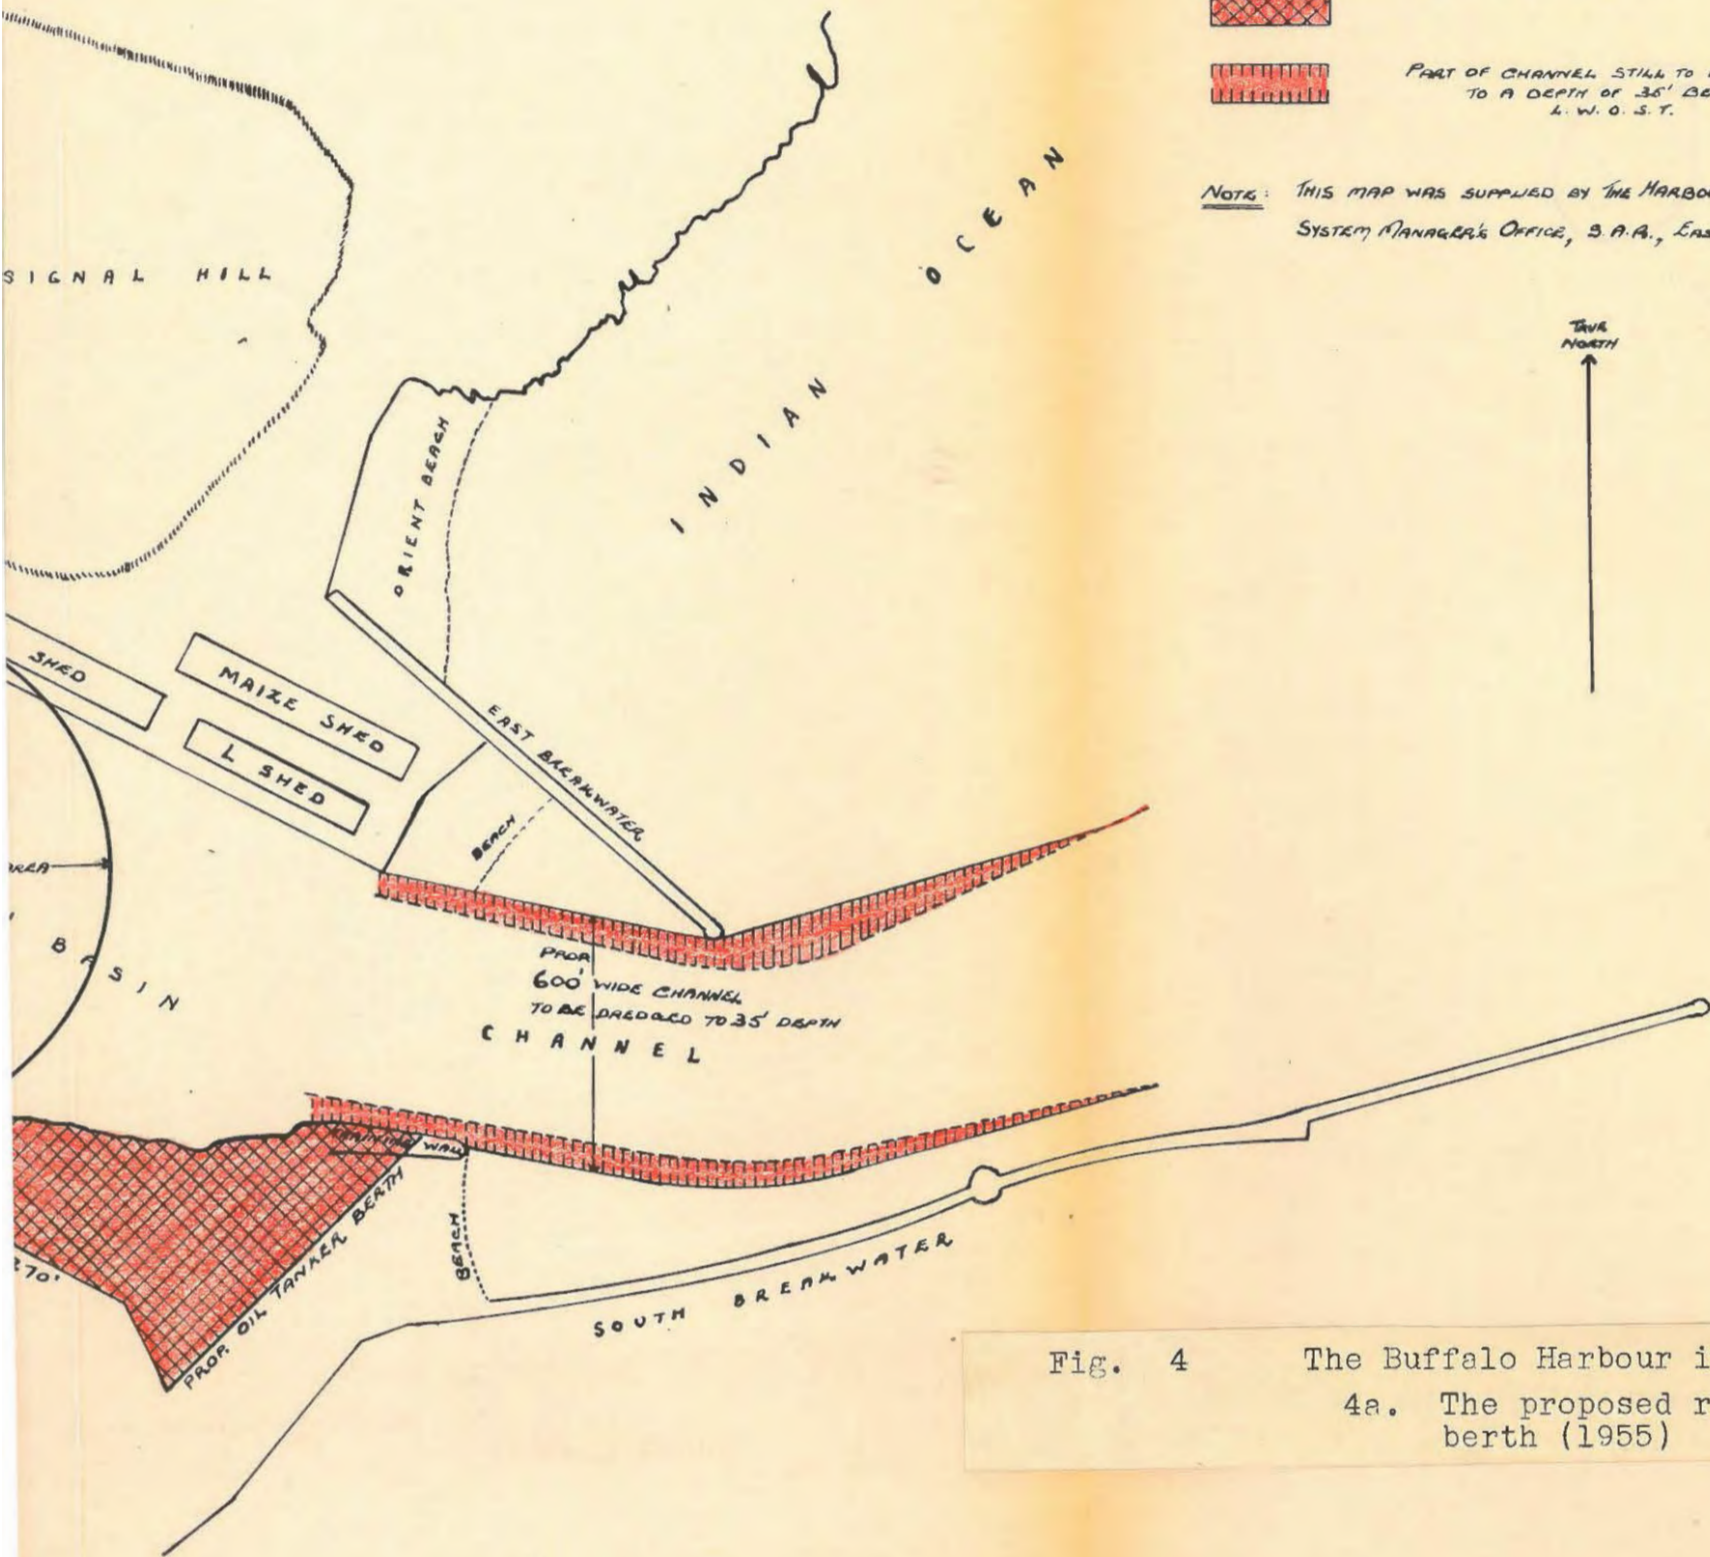 PART OF CHANNEL STILL TO
TO A DEPTH OF 35' BE
L. W. O. S. T.
NOTE: THIS MAP WAS SUPPLIED BY THE HARBO
SYSTEM MANAGER'S OFFICE, S.A.R., EAS
TRUE
NORTH
SIGNAL HILL
INDIAN OCEAN
ORIENT BEACH
SHED
MAIZE SHED
L SHED
EAST BREAKWATER
BEACH
AREA
BASIN
PROP.
600' WIDE CHANNEL
TO BE DREDGED TO 35' DEPTH
CHANNEL
WALL
BEACH
270'
PROP. OIL TANKER BERTH
SOUTH BREAKWATER
Fig. 4 The Buffalo Harbour i
4a. The proposed r
berth (1955)